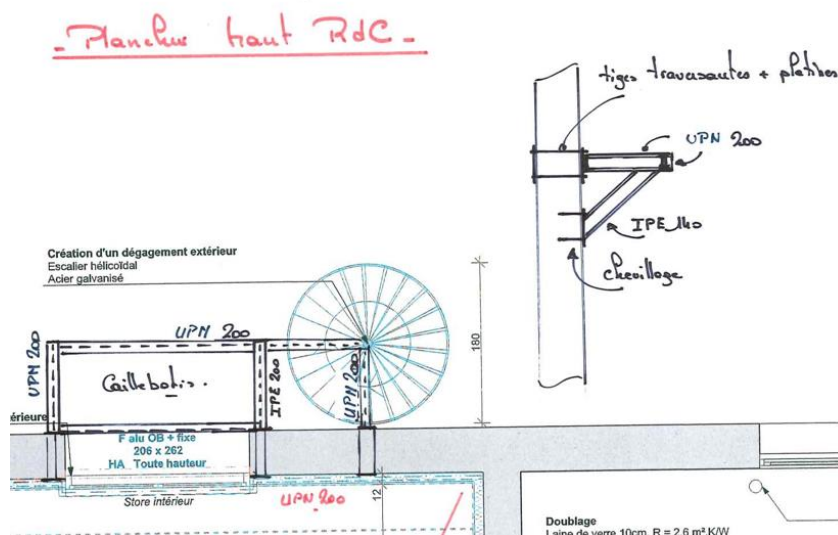 - Plancher haut RdC -
tiges traversantes + platines
UPN 200
IPE 140
chevillage
Création d'un dégagement extérieur
Escalier hélicoïdal
Acier galvanisé
180
UPN 200
UPN 200
Caillebotis.
IPE 200
UPN 200
érieure
F alu OB + fixe
206 x 262
HA Toute hauteur
Store intérieur
UPN 200
12
Doublage
Laine de verre 10cm, R = 2,6 m².K/W